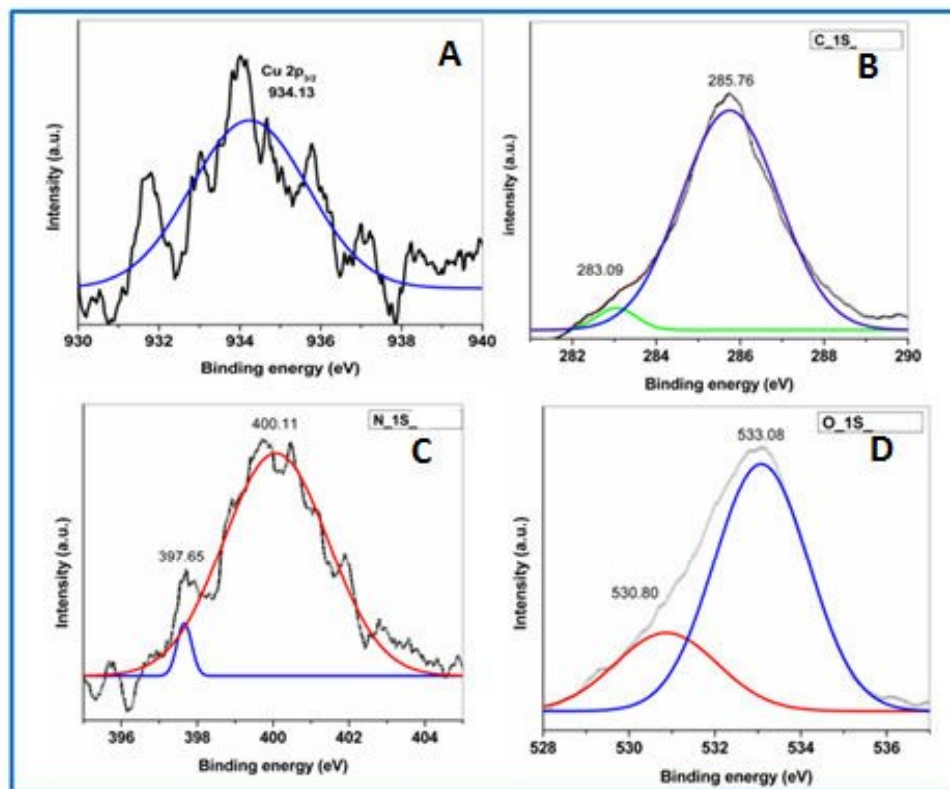 A
Cu 2p3/2
934.13
Intensity (a.u.)
930 932 934 936 938 940
Binding energy (eV)
C_1S_
B
285.76
283.09
intensity (a.u.)
282 284 286 288 290
Binding energy (eV)
N_1S_
C
400.11
397.65
Intensity (a.u.)
396 398 400 402 404
Binding energy (eV)
O_1S_
D
533.08
530.80
Intensity (a.u.)
528 530 532 534 536
Binding energy (eV)